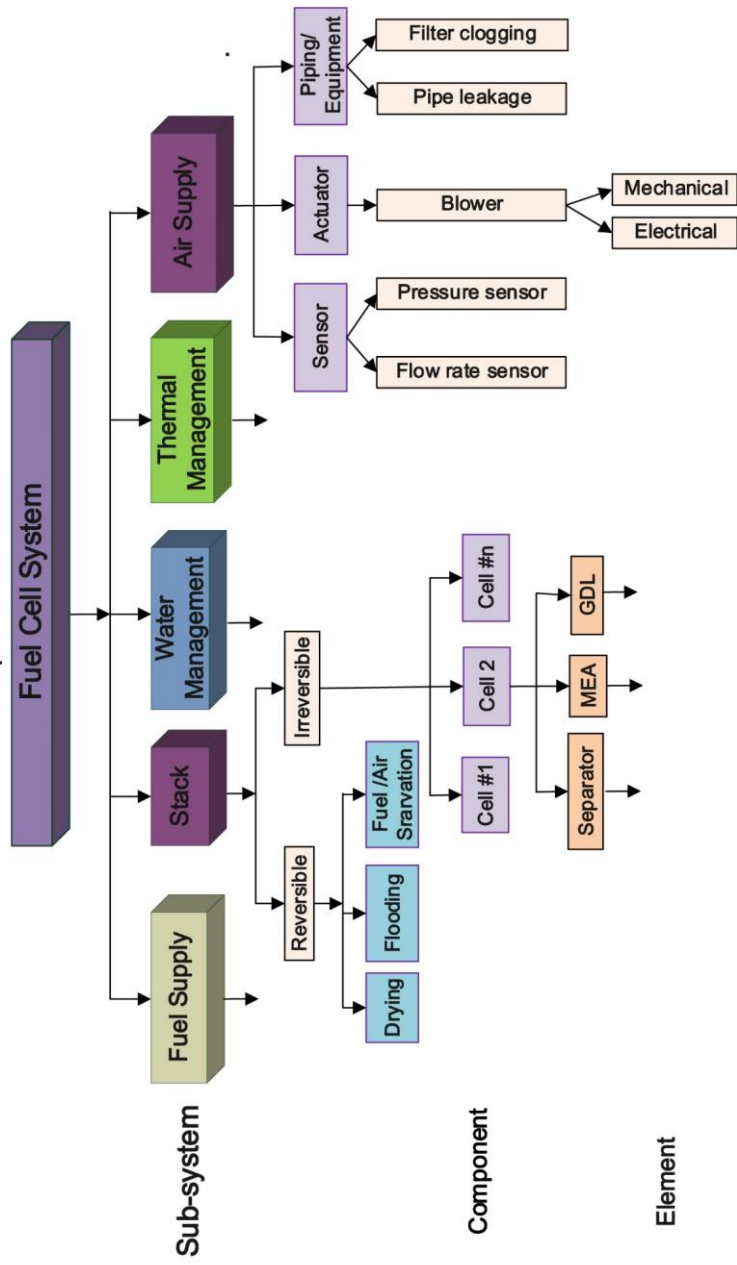 Fuel Cell System
Sub-system
Fuel Supply
Stack
Water
Management
Thermal
Management
Air Supply
Reversible
Irreversible
Sensor
Actuator
Piping/
Equipment
Drying
Flooding
Fuel /Air
Srarvation
Flow rate sensor
Pressure sensor
Blower
Pipe leakage
Filter clogging
Component
Cell #1
Cell 2
Cell #n
Electrical
Mechanical
Element
Separator
MEA
GDL